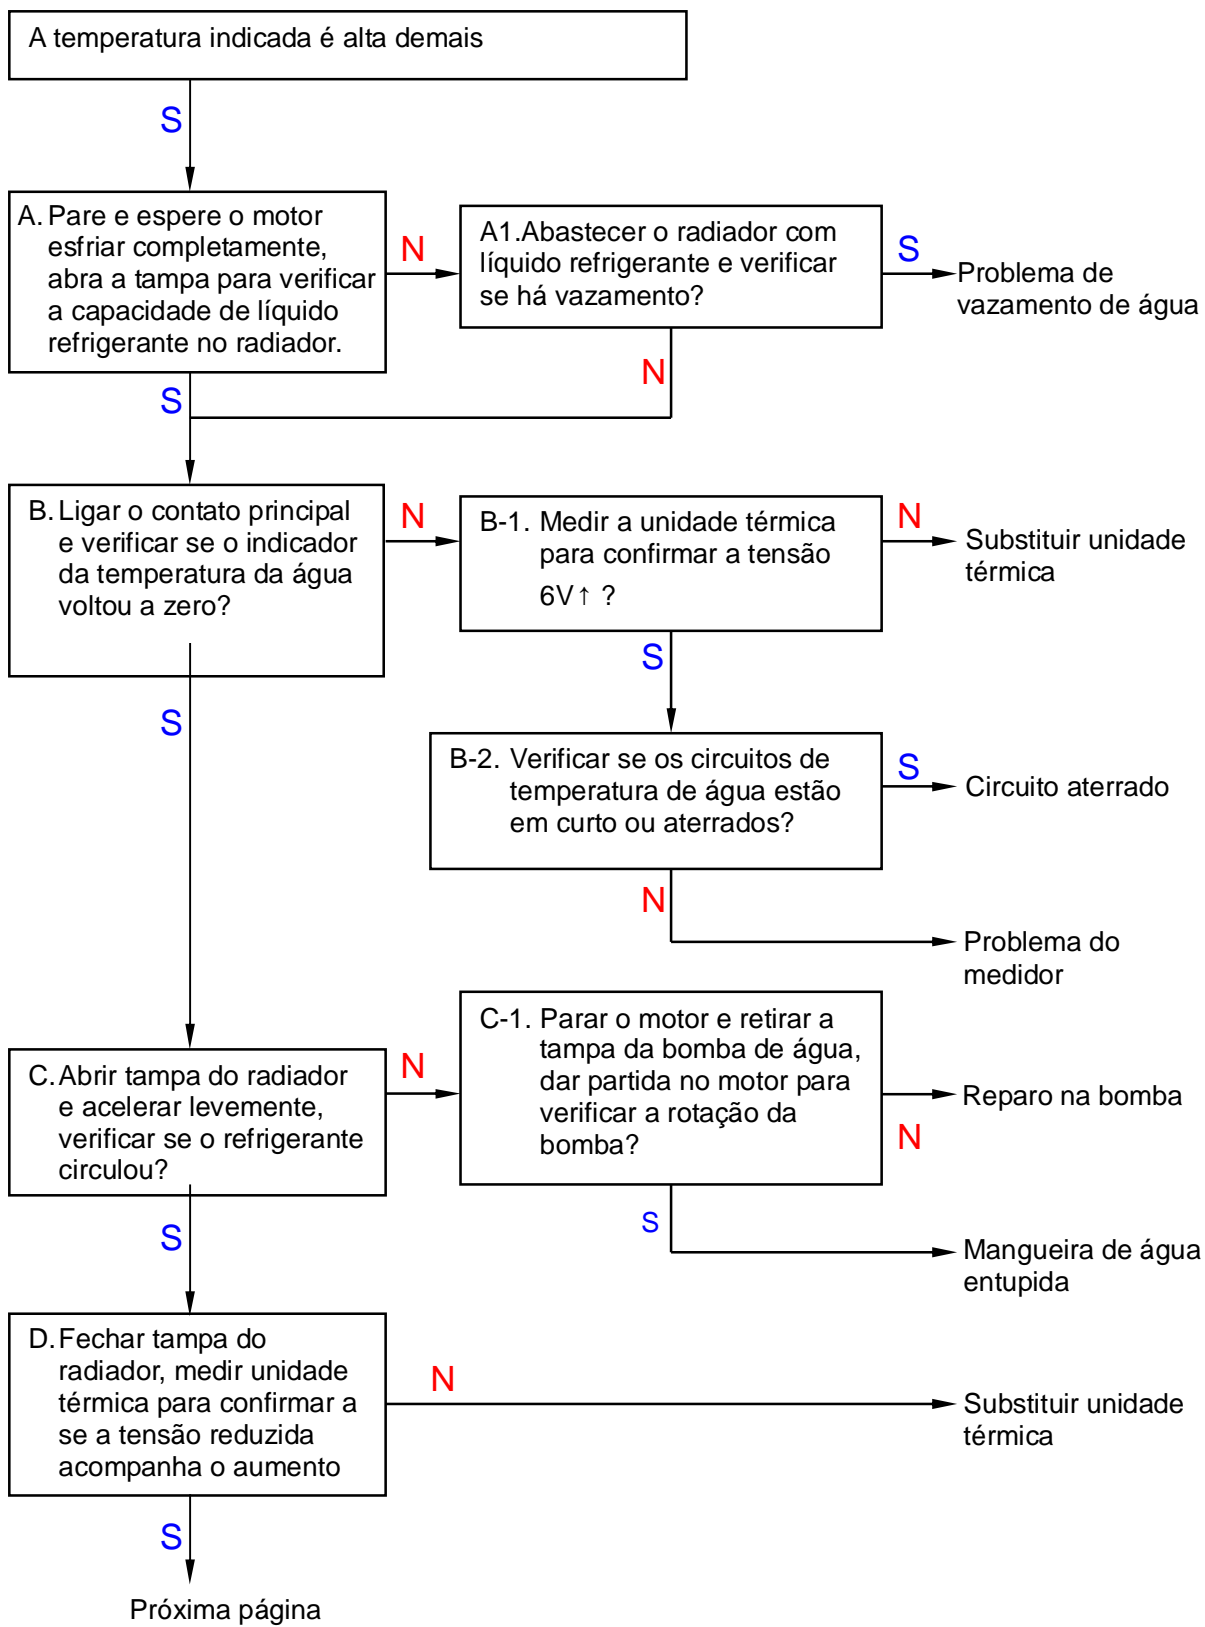 A temperatura indicada é alta demais
S
A. Pare e espere o motor
esfriar completamente,
abra a tampa para verificar
a capacidade de líquido
refrigerante no radiador.
N
A1.Abastecer o radiador com
líquido refrigerante e verificar
se há vazamento?
S
Problema de
vazamento de água
N
S
B. Ligar o contato principal
e verificar se o indicador
da temperatura da água
voltou a zero?
N
B-1. Medir a unidade térmica
para confirmar a tensão
6V↑ ?
N
Substituir unidade
térmica
S
S
B-2. Verificar se os circuitos de
temperatura de água estão
em curto ou aterrados?
S
Circuito aterrado
N
Problema do
medidor
C. Abrir tampa do radiador
e acelerar levemente,
verificar se o refrigerante
circulou?
N
C-1. Parar o motor e retirar a
tampa da bomba de água,
dar partida no motor para
verificar a rotação da
bomba?
Reparo na bomba
N
S
Mangueira de água
entupida
S
D. Fechar tampa do
radiador, medir unidade
térmica para confirmar a
se a tensão reduzida
acompanha o aumento
N
Substituir unidade
térmica
S
Próxima página